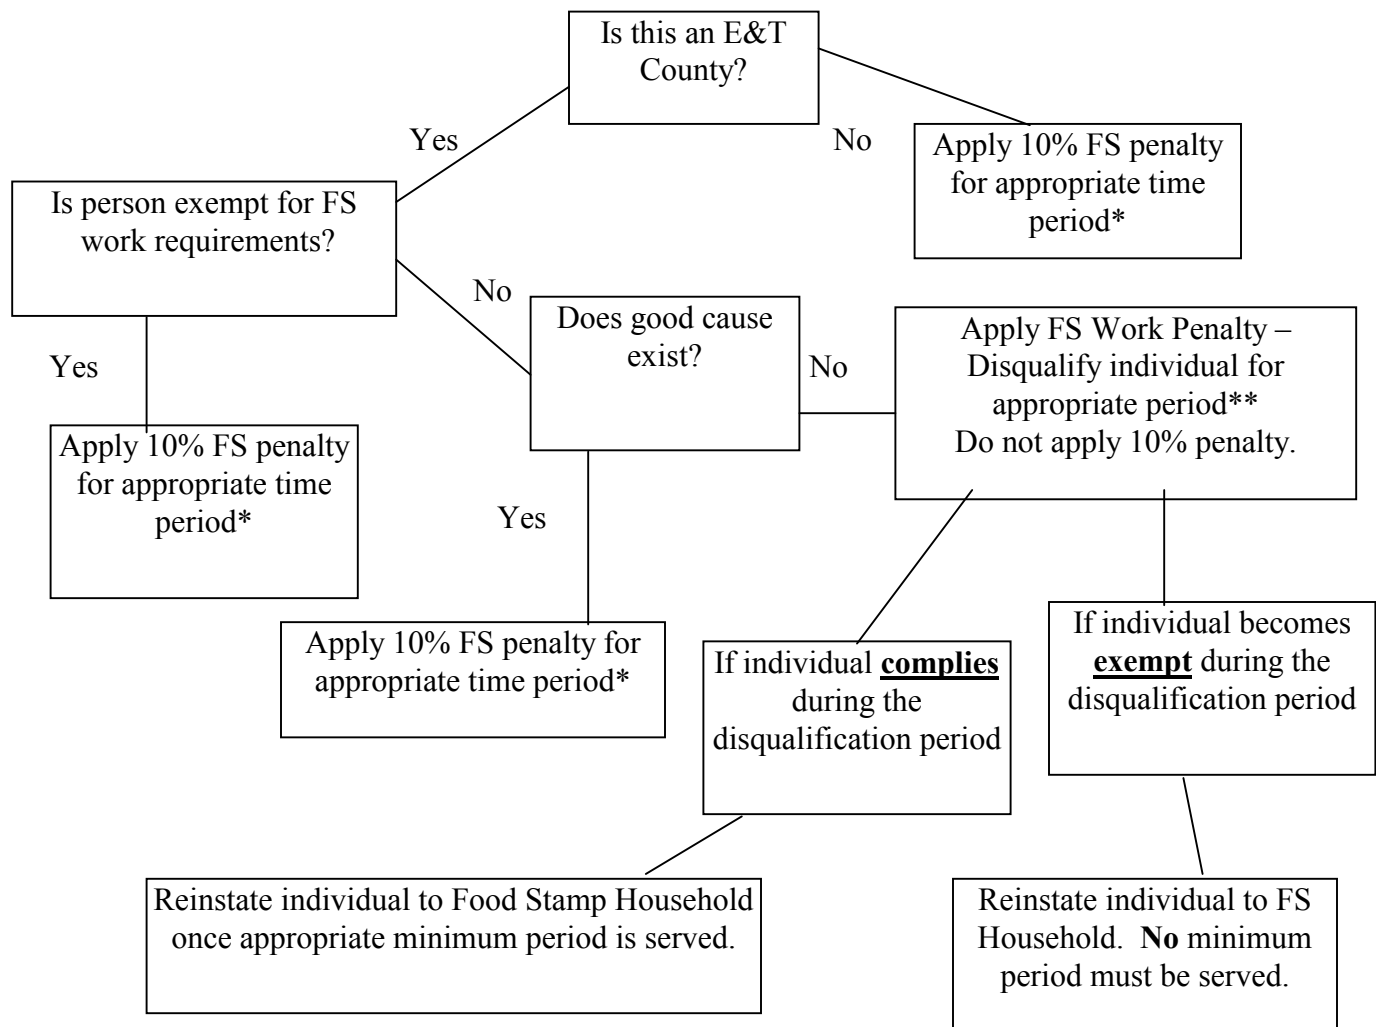 Is this an E&T
County?
Yes
No
Apply 10% FS penalty
for appropriate time
period*
Is person exempt for FS
work requirements?
No
Does good cause
exist?
No
Apply FS Work Penalty –
Disqualify individual for
appropriate period**
Do not apply 10% penalty.
Yes
Apply 10% FS penalty
for appropriate time
period*
Yes
Apply 10% FS penalty for
appropriate time period*
If individual complies
during the
disqualification period
If individual becomes
exempt during the
disqualification period
Reinstate individual to Food Stamp Household
once appropriate minimum period is served.
Reinstate individual to FS
Household.  No minimum
period must be served.